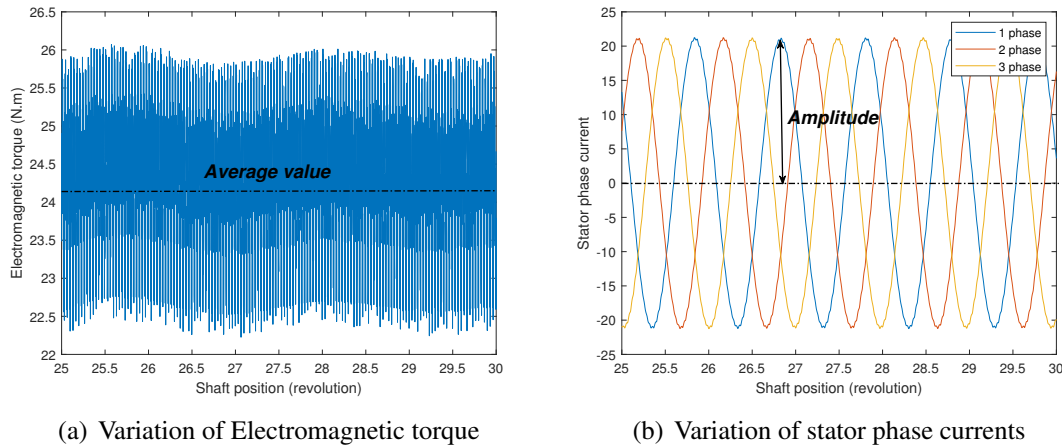 26.5
26
25.5
25
24.5
24
23.5
23
22.5
22
Electromagnetic torque (N.m)
Average value
25 25.5 26 26.5 27 27.5 28 28.5 29 29.5 30
Shaft position (revolution)
(a) Variation of Electromagnetic torque
25
20
15
10
5
0
-5
-10
-15
-20
-25
Stator phase current
1 phase
2 phase
3 phase
Amplitude
25 25.5 26 26.5 27 27.5 28 28.5 29 29.5 30
Shaft position (revolution)
(b) Variation of stator phase currents